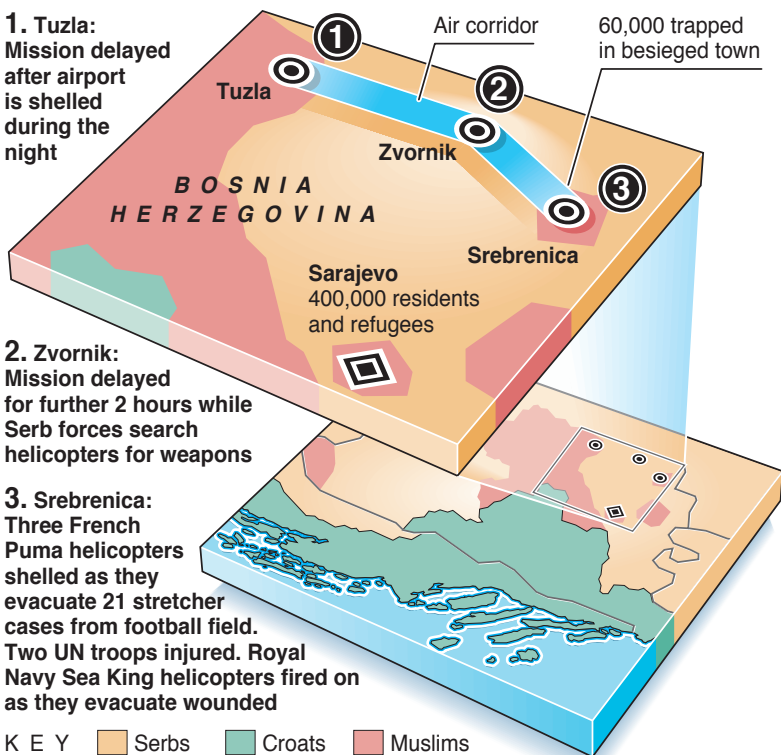 1. Tuzla:
Mission delayed
after airport
is shelled
during the
night
Air corridor
60,000 trapped
in besieged town
1
Tuzla
2
Zvornik
3
Srebrenica
BOSNIA
HERZEGOVINA
Sarajevo
400,000 residents
and refugees
2. Zvornik:
Mission delayed
for further 2 hours while
Serb forces search
helicopters for weapons
3. Srebrenica:
Three French
Puma helicopters
shelled as they
evacuate 21 stretcher
cases from football field.
Two UN troops injured. Royal
Navy Sea King helicopters fired on
as they evacuate wounded
KEY Serbs Croats Muslims